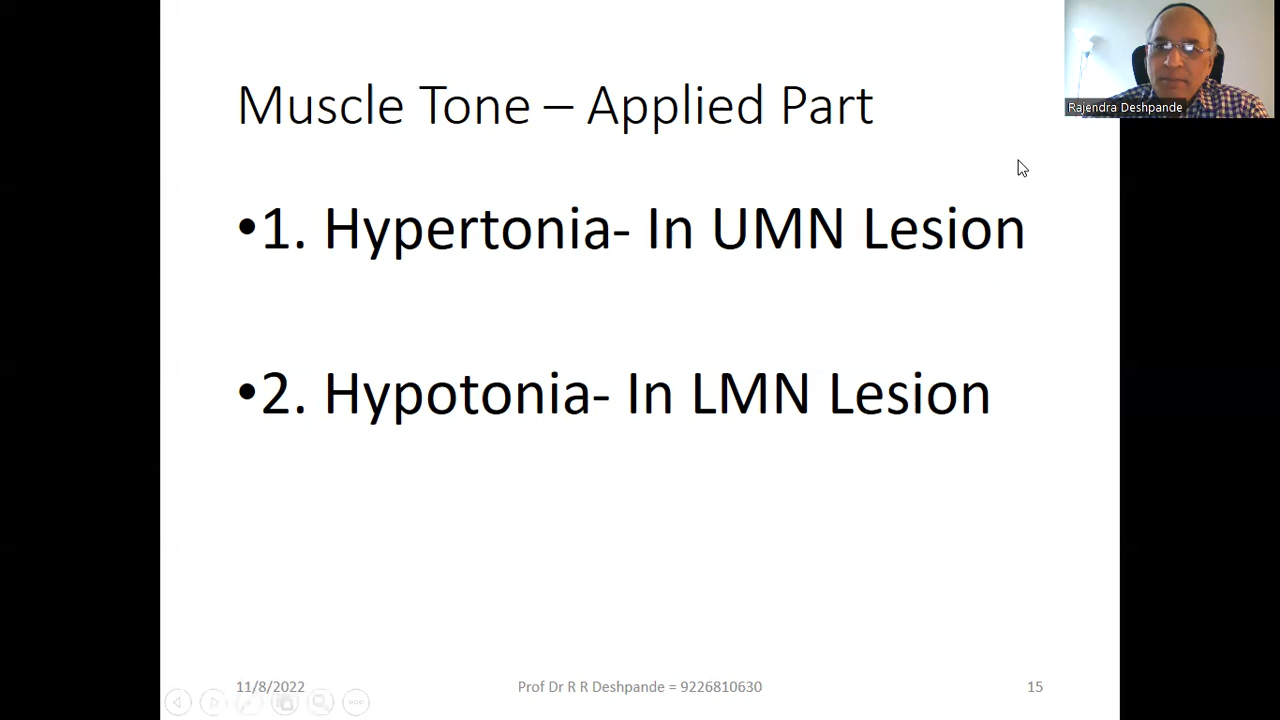 Rajendra Deshpande
Muscle Tone – Applied Part
•1. Hypertonia- In UMN Lesion
•2. Hypotonia- In LMN Lesion
11/8/2022
Prof Dr R R Deshpande = 9226810630
15